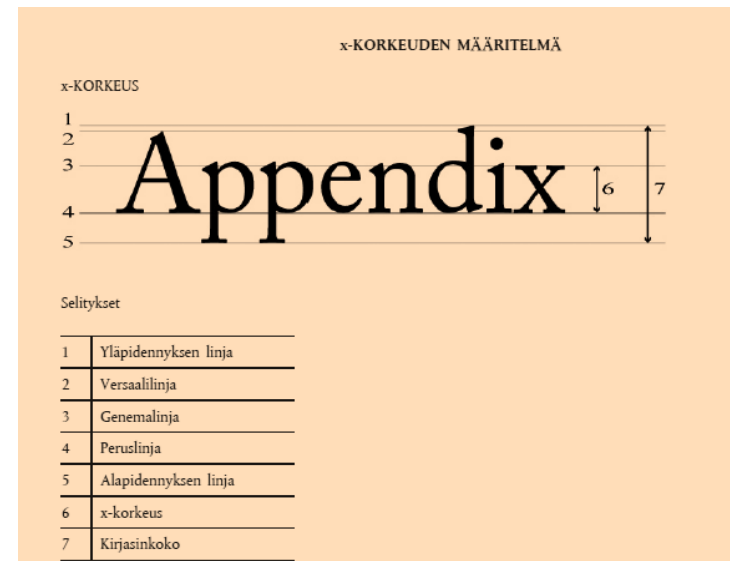 x-KORKEUDEN MÄÄRITELMÄ
x-KORKEUS
1
2
3
4
5
Appendix
6
7
Selitykset
1 Yläpidennyksen linja
2 Versaalilinja
3 Genemalinja
4 Peruslinja
5 Alapidennyksen linja
6 x-korkeus
7 Kirjasinkoko